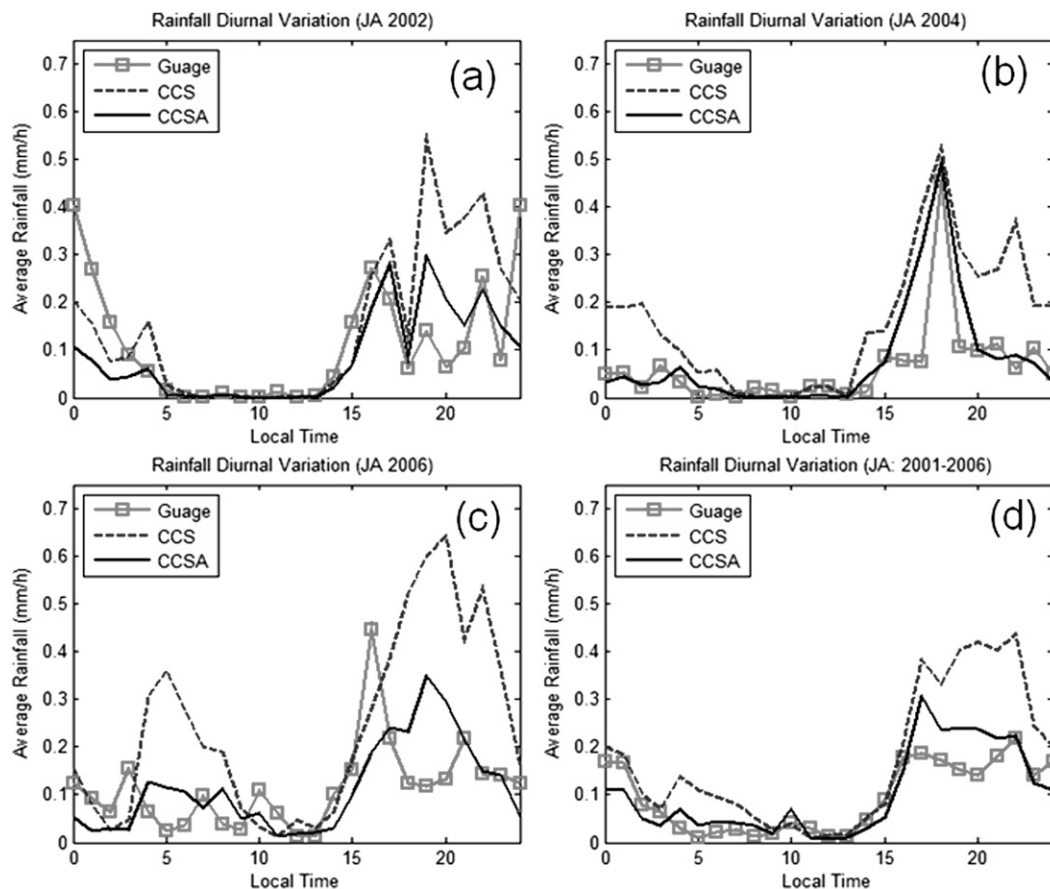 Rainfall Diurnal Variation (JA 2002)
0.7
0.6
0.5
0.4
0.3
0.2
0.1
0
Average Rainfall (mm/h)
Guage
CCS
CCSA
(a)
0 5 10 15 20
Local Time
Rainfall Diurnal Variation (JA 2004)
0.7
0.6
0.5
0.4
0.3
0.2
0.1
0
Average Rainfall (mm/h)
Guage
CCS
CCSA
(b)
0 5 10 15 20
Local Time
Rainfall Diurnal Variation (JA 2006)
0.7
0.6
0.5
0.4
0.3
0.2
0.1
0
Average Rainfall (mm/h)
Guage
CCS
CCSA
(c)
0 5 10 15 20
Local Time
Rainfall Diurnal Variation (JA: 2001-2006)
0.7
0.6
0.5
0.4
0.3
0.2
0.1
0
Average Rainfall (mm/h)
Guage
CCS
CCSA
(d)
0 5 10 15 20
Local Time